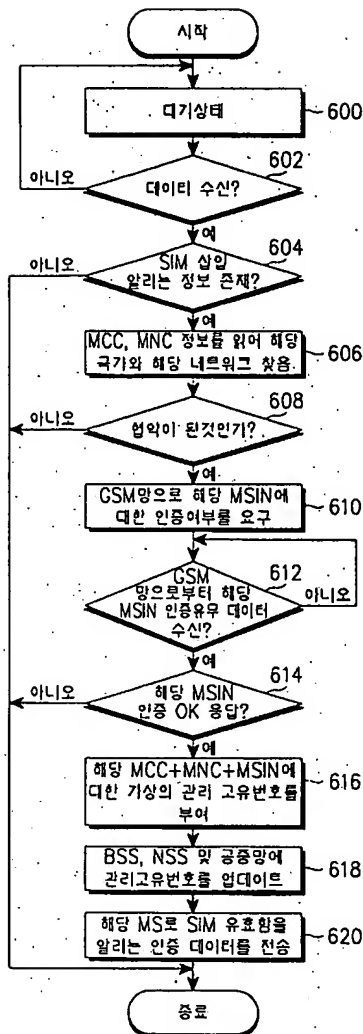 시작
대기상태
600
602
데이터 수신?
아니오
예
604
아니오
SIM 삽입
알리는 정보 존재?
예
MCC, MNC 정보를 읽어 해당
국가와 해당 네트워크 찾음
606
608
협약이 된것인기?
예
GSM망으로 해당 MSIN에
대한 인증여부를 요구
610
612
GSM
망으로부터 해당
MSIN 인증유무 데이터
수신?
아니오
예
614
아니오
해당 MSIN
인증 OK 응답?
예
해당 MCC+MNC+MSIN에
대한 가상의 관리 고유번호를
부여
616
BSS, NSS 및 공중망에
관리고유번호를 업데이트
618
해당 MS로 SIM 유효함을
알리는 인증 데이터를 전송
620
종료